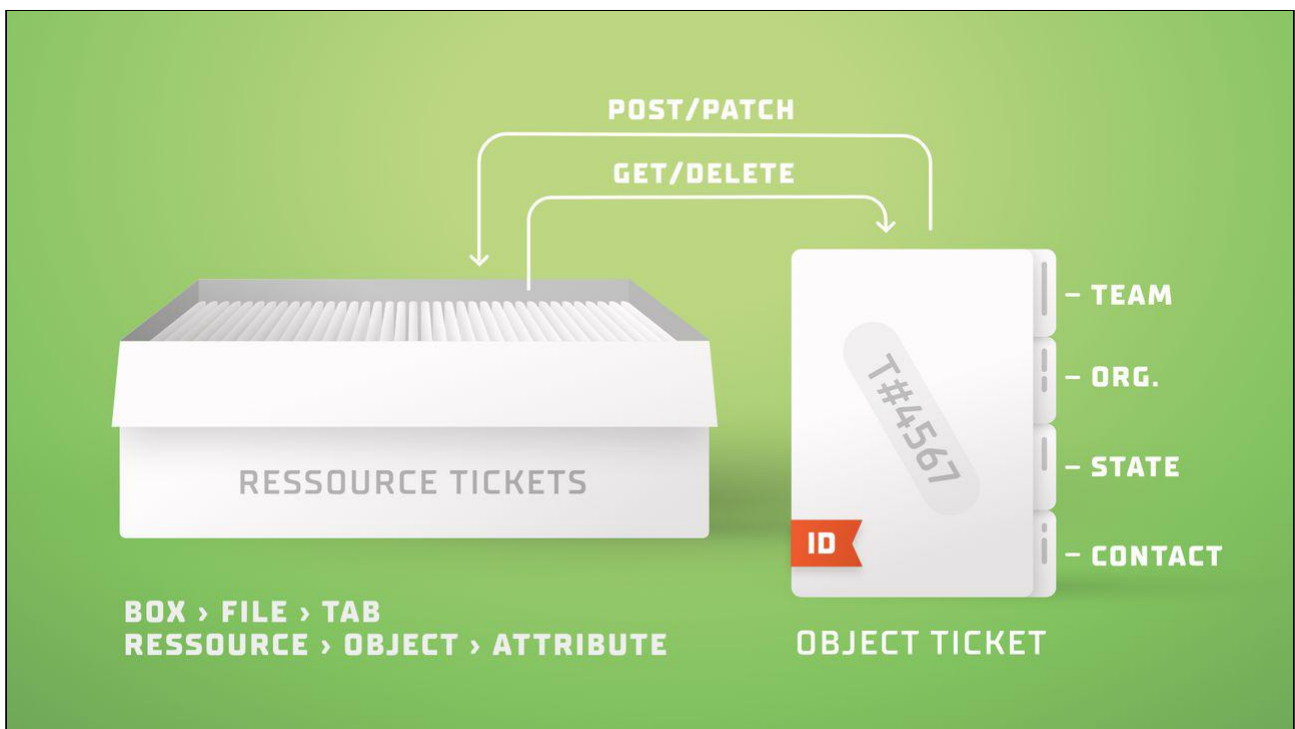 POST/PATCH
GET/DELETE
RESSOURCE TICKETS
T#4567
ID
– TEAM
– ORG.
– STATE
– CONTACT
BOX › FILE › TAB
RESSOURCE › OBJECT › ATTRIBUTE
OBJECT TICKET